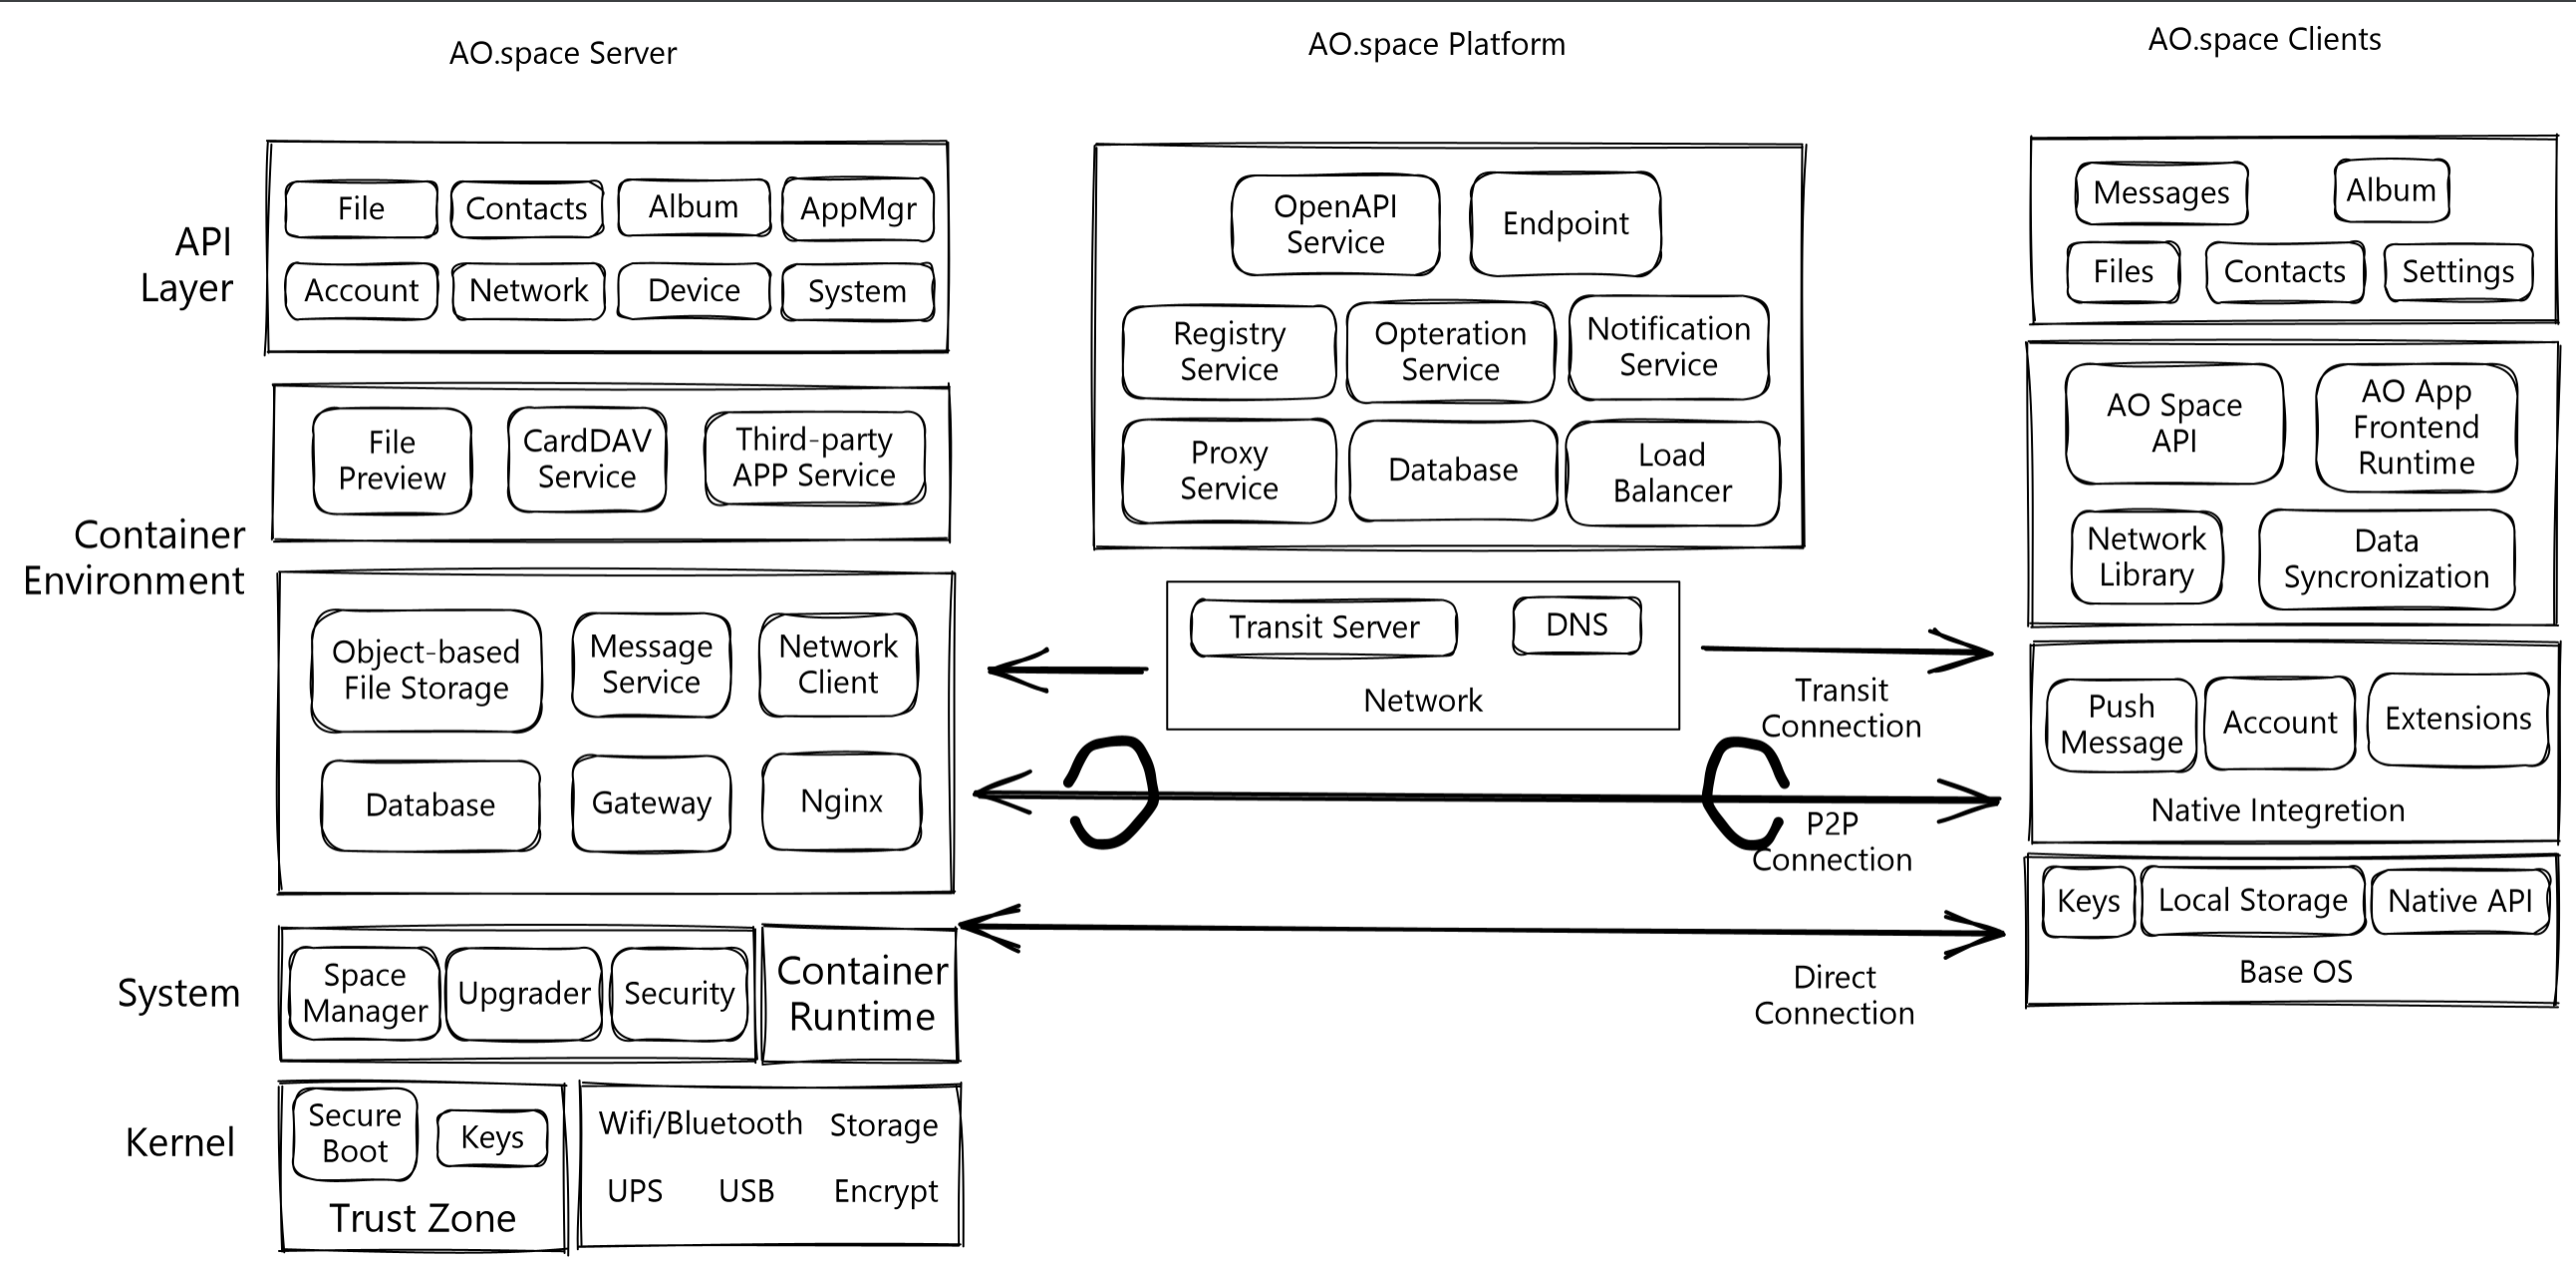 AO.space Server
AO.space Platform
AO.space Clients
API
Layer
File
Contacts
Album
AppMgr
Account
Network
Device
System
Container
Environment
File
Preview
CardDAV
Service
Third-party
APP Service
Object-based
File Storage
Message
Service
Network
Client
Database
Gateway
Nginx
System
Space
Manager
Upgrader
Security
Container
Runtime
Kernel
Secure
Boot
Keys
Trust Zone
Wifi/Bluetooth
Storage
UPS
USB
Encrypt
OpenAPI
Service
Endpoint
Registry
Service
Opteration
Service
Notification
Service
Proxy
Service
Database
Load
Balancer
Transit Server
DNS
Network
Transit
Connection
P2P
Connection
Direct
Connection
Messages
Album
Files
Contacts
Settings
AO Space
API
AO App
Frontend
Runtime
Network
Library
Data
Syncronization
Push
Message
Account
Extensions
Native Integretion
Keys
Local Storage
Native API
Base OS